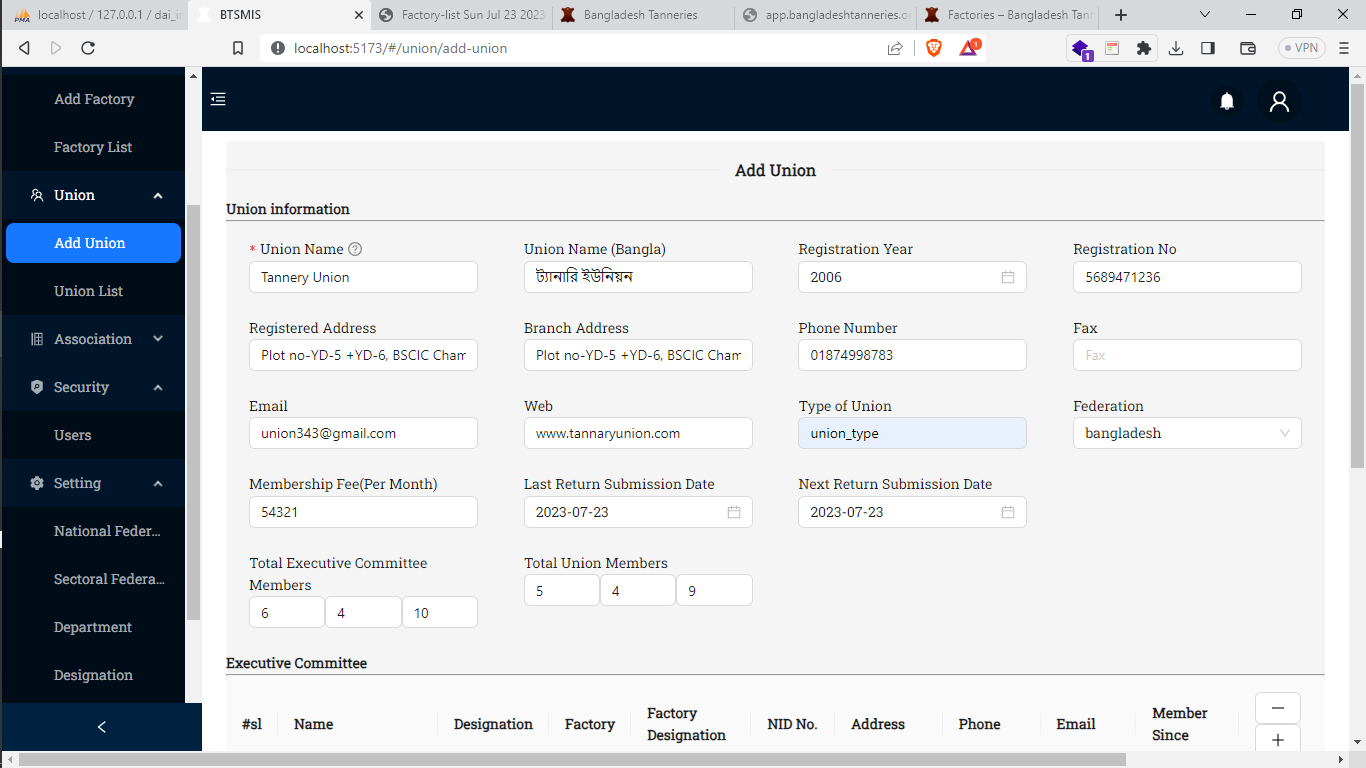 localhost / 127.0.0.1 / dai_in
BTSMIS
Factory-list Sun Jul 23 2023
Bangladesh Tanneries
app.bangladeshtanneries.o
Factories – Bangladesh Tann
localhost:5173/#/union/add-union
1
1
VPN
Add Factory
Factory List
Union
Add Union
Union List
Association
Security
Users
Setting
National Feder...
Sectoral Federa...
Department
Designation
Add Union
Union information
* Union Name
Union Name (Bangla)
Registration Year
Registration No
Tannery Union
ট্যানারি ইউনিয়ন
2006
5689471236
Registered Address
Branch Address
Phone Number
Fax
Plot no-YD-5 +YD-6, BSCIC Cham
Plot no-YD-5 +YD-6, BSCIC Cham
01874998783
Fax
Email
Web
Type of Union
Federation
union343@gmail.com
www.tannaryunion.com
union_type
bangladesh
Membership Fee(Per Month)
Last Return Submission Date
Next Return Submission Date
54321
2023-07-23
2023-07-23
Total Executive Committee
Members
Total Union Members
6
4
10
5
4
9
Executive Committee
#sl
Name
Designation
Factory
Factory
Designation
NID No.
Address
Phone
Email
Member
Since